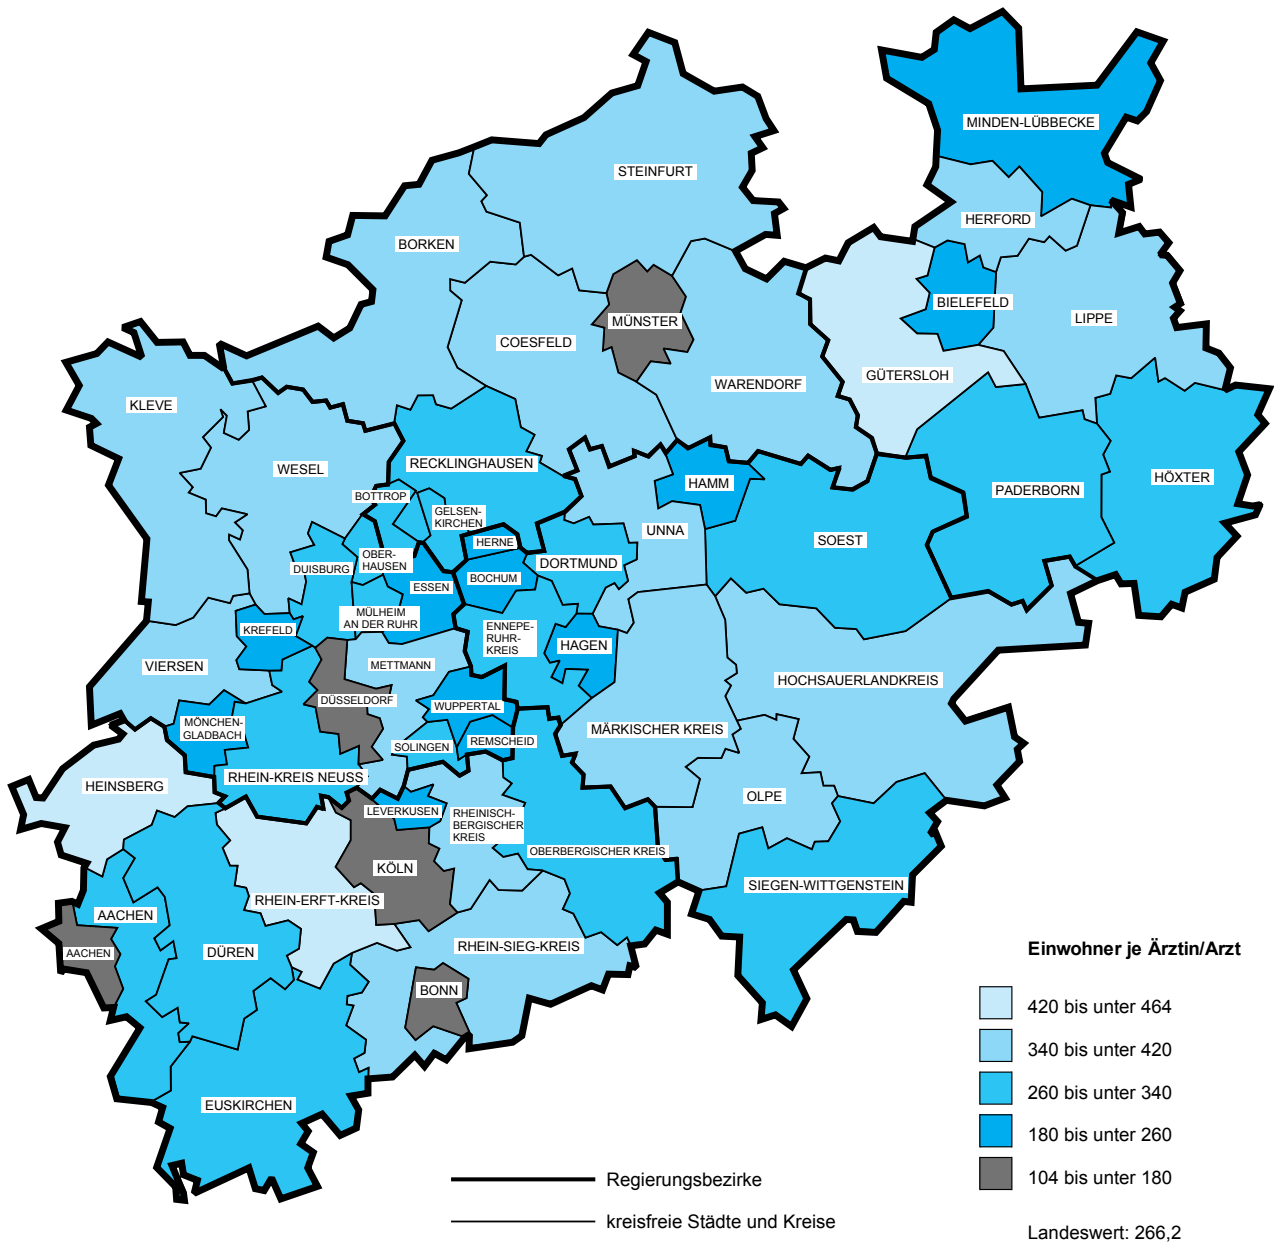 MINDEN-LÜBBECKE
STEINFURT
HERFORD
BORKEN
BIELEFELD
LIPPE
MÜNSTER
COESFELD
GÜTERSLOH
WARENDORF
KLEVE
RECKLINGHAUSEN
WESEL
HÖXTER
HAMM
PADERBORN
BOTTROP
GELSEN-
KIRCHEN
UNNA
SOEST
HERNE
OBER-
HAUSEN
DORTMUND
DUISBURG
BOCHUM
ESSEN
MÜLHEIM
AN DER RUHR
KREFELD
ENNEPE-
RUHR-
KREIS
HAGEN
VIERSEN
METTMANN
HOCHSAUERLANDKREIS
DÜSSELDORF
WUPPERTAL
MÖNCHEN-
GLADBACH
MÄRKISCHER KREIS
REMSCHEID
SOLINGEN
RHEIN-KREIS NEUSS
HEINSBERG
OLPE
LEVERKUSEN
RHEINISCH-
BERGISCHER
KREIS
OBERBERGISCHER KREIS
KÖLN
SIEGEN-WITTGENSTEIN
RHEIN-ERFT-KREIS
AACHEN
RHEIN-SIEG-KREIS
DÜREN
AACHEN
BONN
EUSKIRCHEN
Einwohner je Ärztin/Arzt
420 bis unter 464
340 bis unter 420
260 bis unter 340
180 bis unter 260
104 bis unter 180
Regierungsbezirke
kreisfreie Städte und Kreise
Landeswert: 266,2